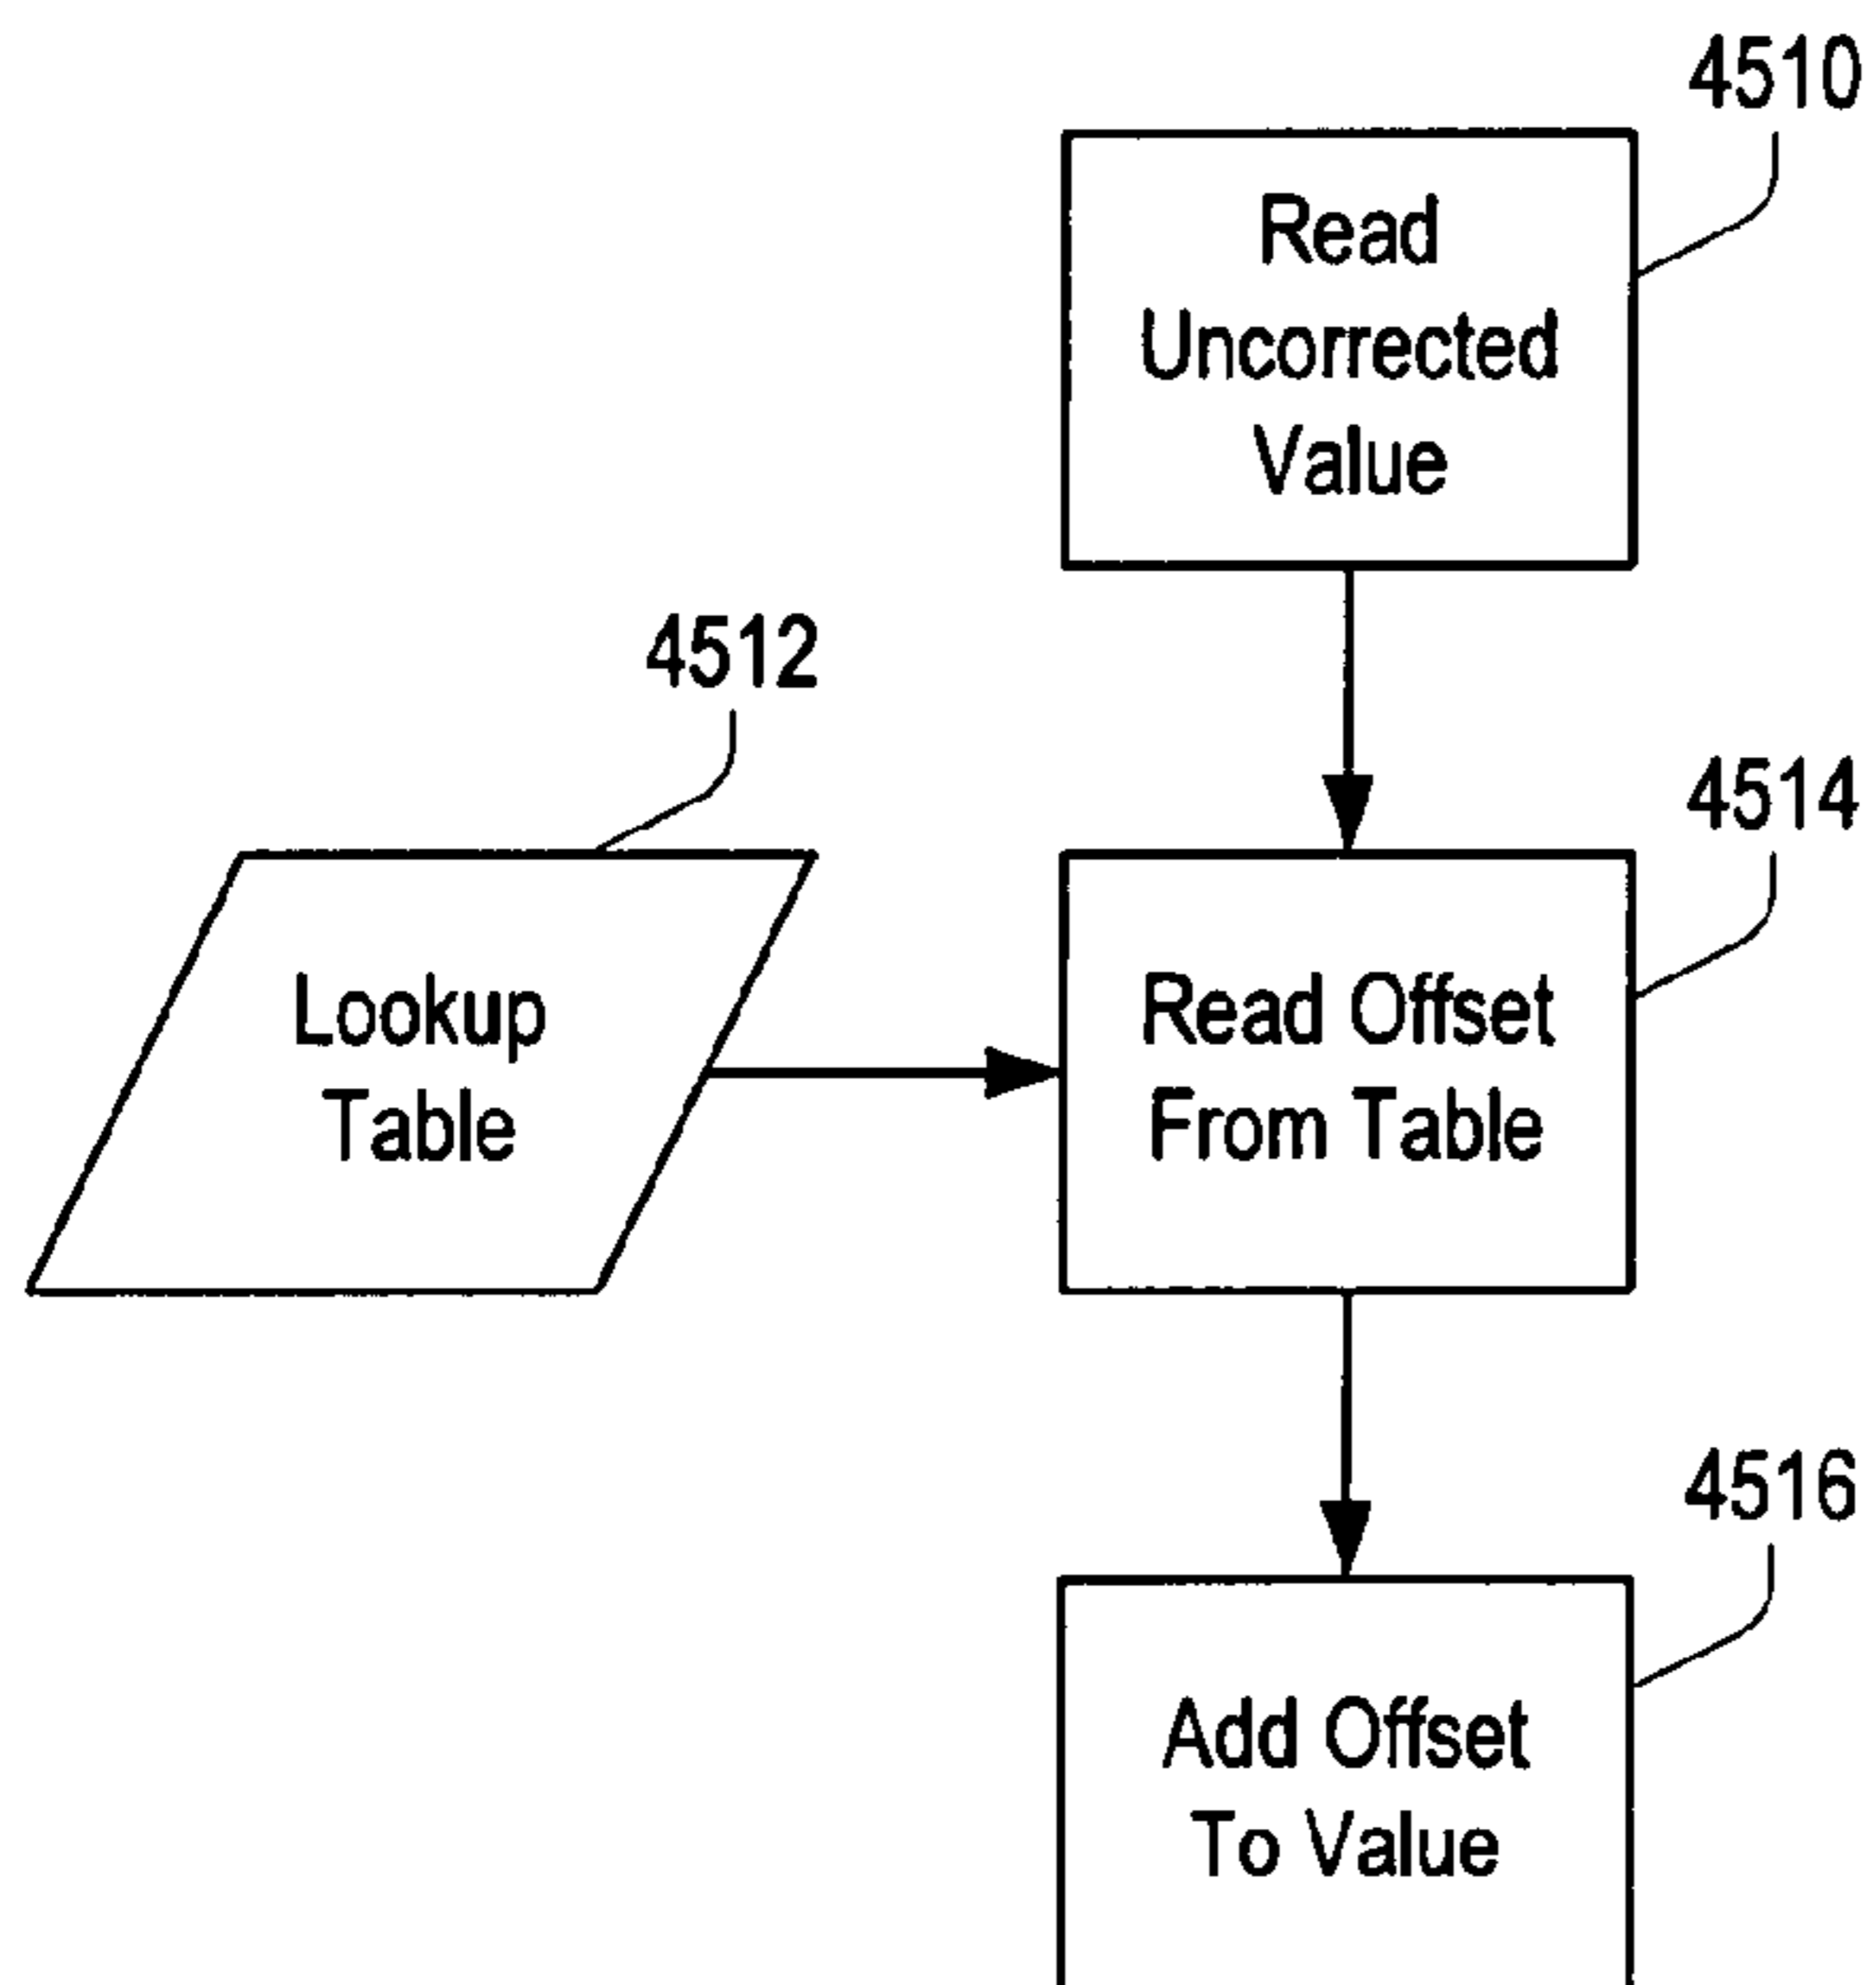 4510
Read
Uncorrected
Value
4512
Lookup
Table
4514
Read Offset
From Table
4516
Add Offset
To Value